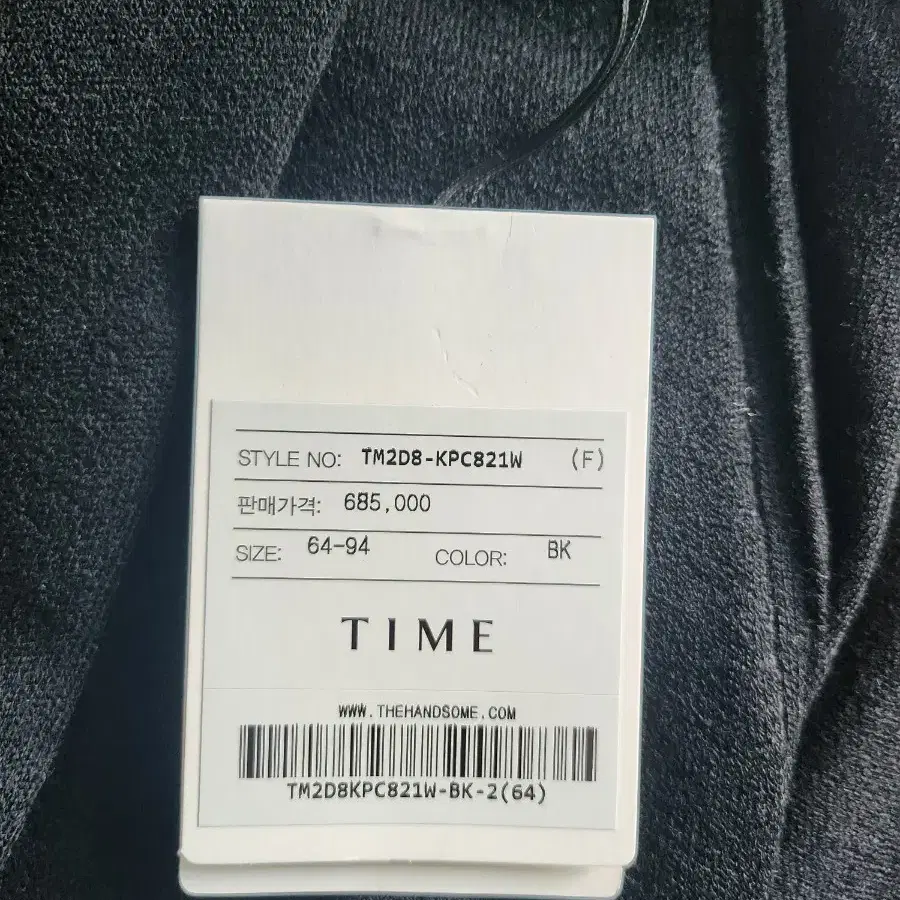 STYLE NO: TM2D8-KPC821W (F)
판매가격: 685,000
SIZE: 64-94 COLOR: BK
TIME
WWW.THEHANDSOME.COM
TM2D8KPC821W-BK-2(64)